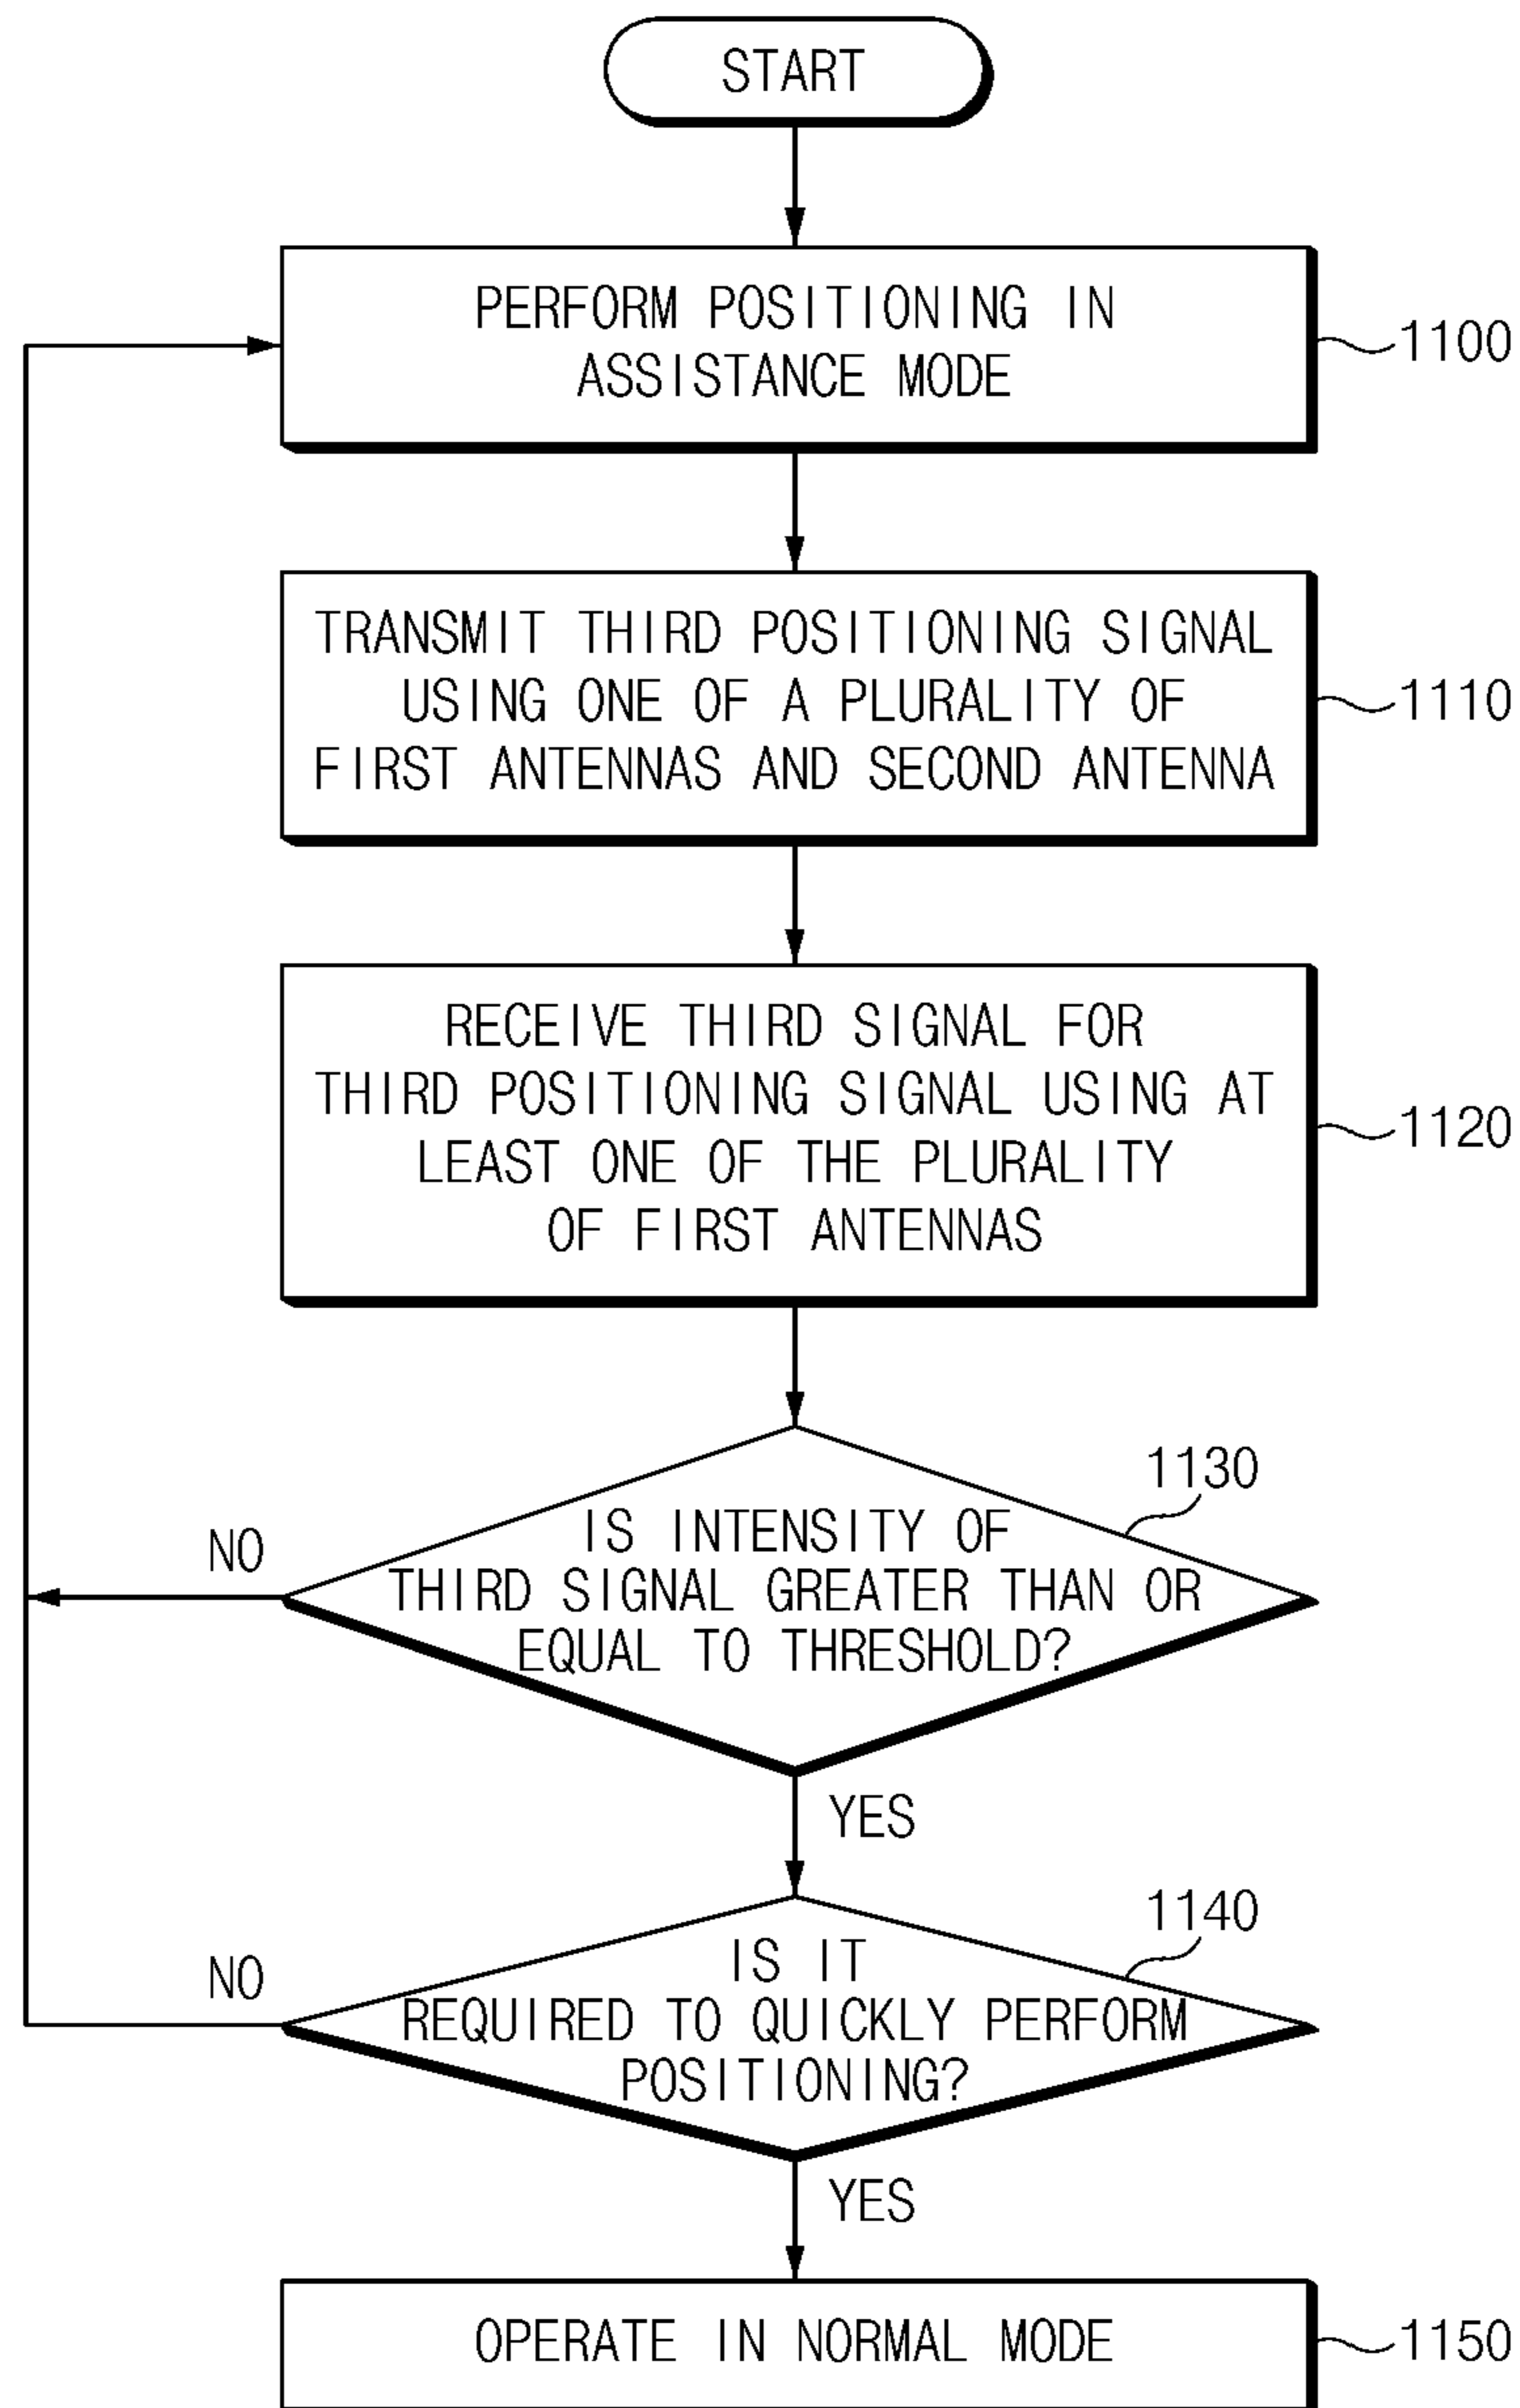 START
PERFORM POSITIONING IN
ASSISTANCE MODE
1100
TRANSMIT THIRD POSITIONING SIGNAL
USING ONE OF A PLURALITY OF
FIRST ANTENNAS AND SECOND ANTENNA
1110
RECEIVE THIRD SIGNAL FOR
THIRD POSITIONING SIGNAL USING AT
LEAST ONE OF THE PLURALITY
OF FIRST ANTENNAS
1120
1130
IS INTENSITY OF
THIRD SIGNAL GREATER THAN OR
EQUAL TO THRESHOLD?
NO
YES
1140
IS IT
REQUIRED TO QUICKLY PERFORM
POSITIONING?
NO
YES
OPERATE IN NORMAL MODE
1150